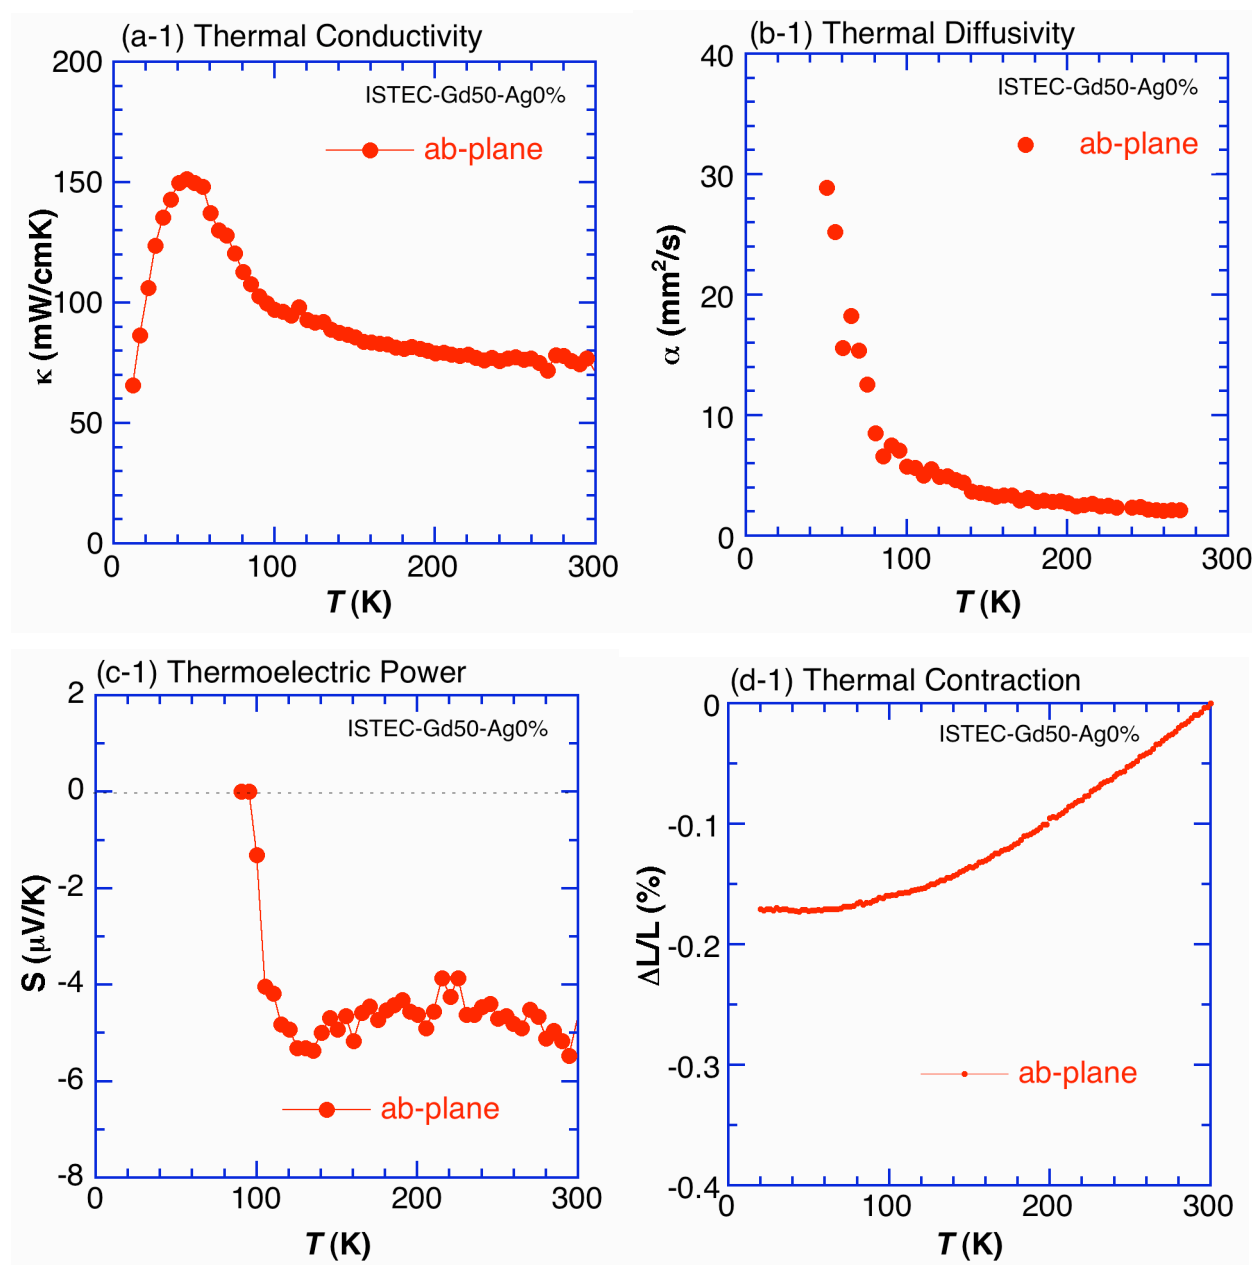 (a-1) Thermal Conductivity
ISTEC-Gd50-Ag0%
ab-plane
κ (mW/cmK)
200
150
100
50
0
0 100 200 300
T (K)
(b-1) Thermal Diffusivity
ISTEC-Gd50-Ag0%
ab-plane
α (mm²/s)
40
30
20
10
0
0 100 200 300
T (K)
(c-1) Thermoelectric Power
ISTEC-Gd50-Ag0%
S (μV/K)
2
0
-2
-4
-6
-8
ab-plane
0 100 200 300
T (K)
(d-1) Thermal Contraction
ISTEC-Gd50-Ag0%
ΔL/L (%)
0
-0.1
-0.2
-0.3
-0.4
ab-plane
0 100 200 300
T (K)